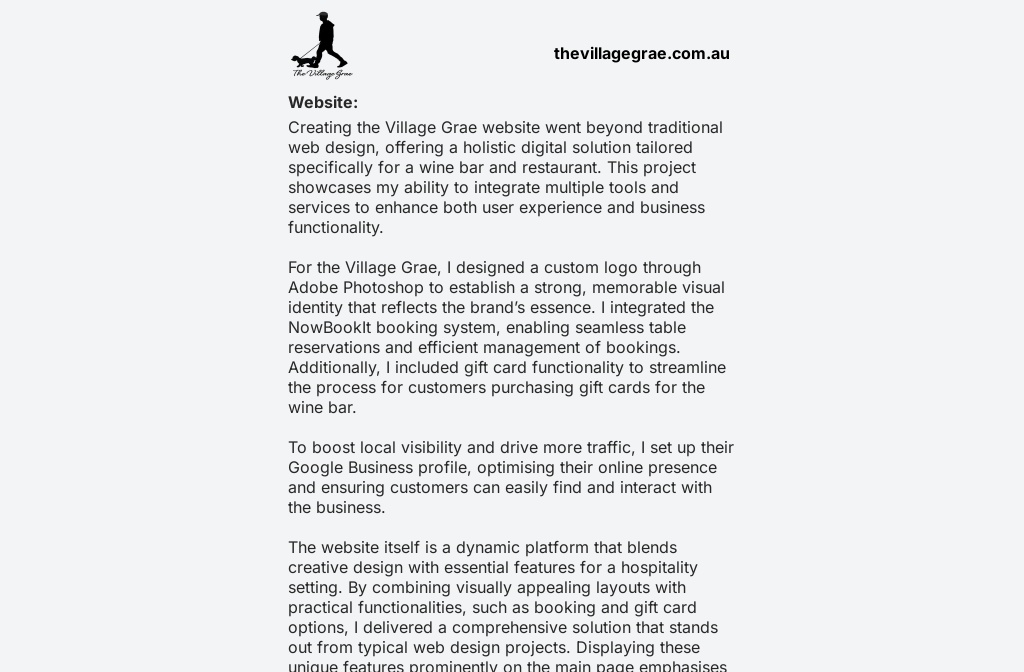 The Village Grae
thevillagegrae.com.au
Website:
Creating the Village Grae website went beyond traditional
web design, offering a holistic digital solution tailored
specifically for a wine bar and restaurant. This project
showcases my ability to integrate multiple tools and
services to enhance both user experience and business
functionality.
For the Village Grae, I designed a custom logo through
Adobe Photoshop to establish a strong, memorable visual
identity that reflects the brand’s essence. I integrated the
NowBookIt booking system, enabling seamless table
reservations and efficient management of bookings.
Additionally, I included gift card functionality to streamline
the process for customers purchasing gift cards for the
wine bar.
To boost local visibility and drive more traffic, I set up their
Google Business profile, optimising their online presence
and ensuring customers can easily find and interact with
the business.
The website itself is a dynamic platform that blends
creative design with essential features for a hospitality
setting. By combining visually appealing layouts with
practical functionalities, such as booking and gift card
options, I delivered a comprehensive solution that stands
out from typical web design projects. Displaying these
unique features prominently on the main page emphasises